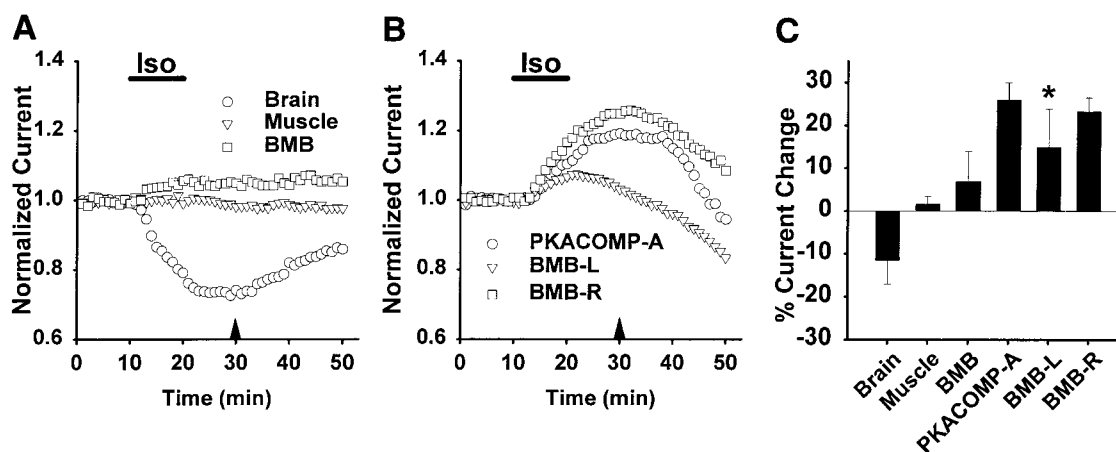 A
Iso
Brain
Muscle
BMB
Normalized Current
1.4
1.2
1.0
0.8
0.6
0
10
20
30
40
50
Time (min)
B
Iso
PKACOMP-A
BMB-L
BMB-R
Normalized Current
1.4
1.2
1.0
0.8
0.6
0
10
20
30
40
50
Time (min)
C
*
% Current Change
30
20
10
0
-10
-20
-30
Brain
Muscle
BMB
PKACOMP-A
BMB-L
BMB-R